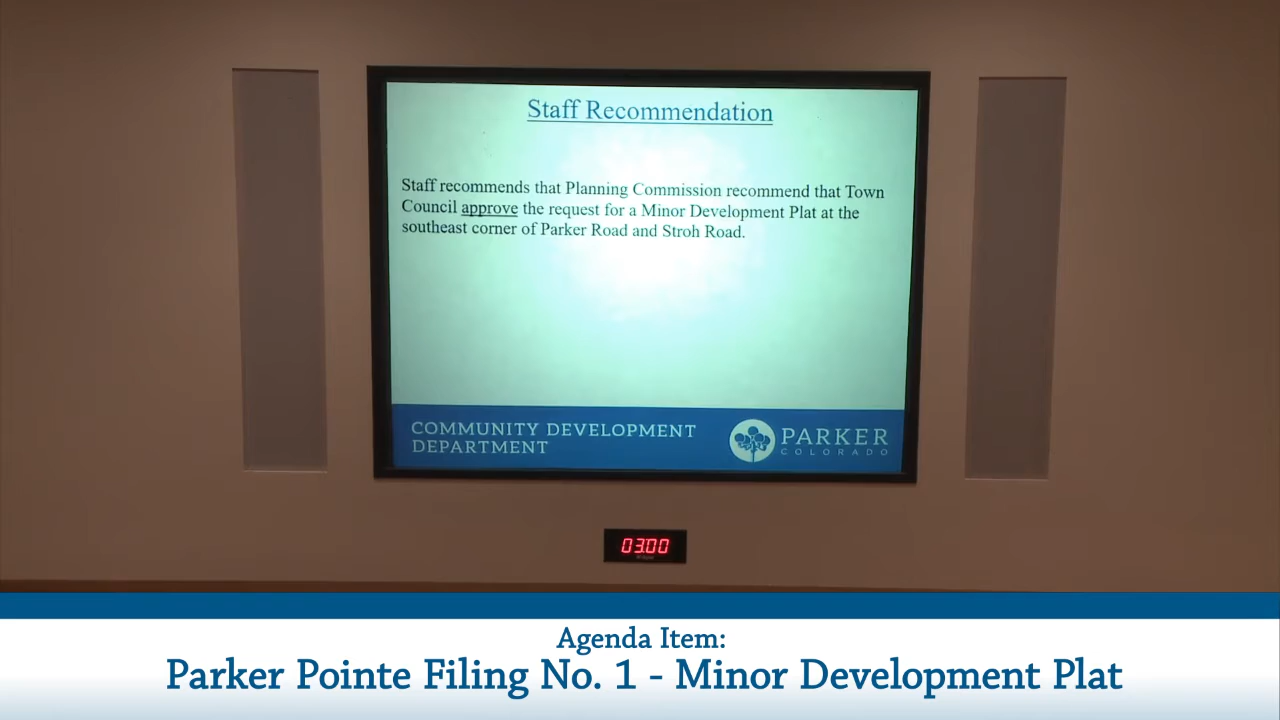 Staff Recommendation
Staff recommends that Planning Commission recommend that Town
Council approve the request for a Minor Development Plat at the
southeast corner of Parker Road and Stroh Road.
COMMUNITY DEVELOPMENT
DEPARTMENT
PARKER
COLORADO
03:00
Agenda Item:
Parker Pointe Filing No. 1 - Minor Development Plat